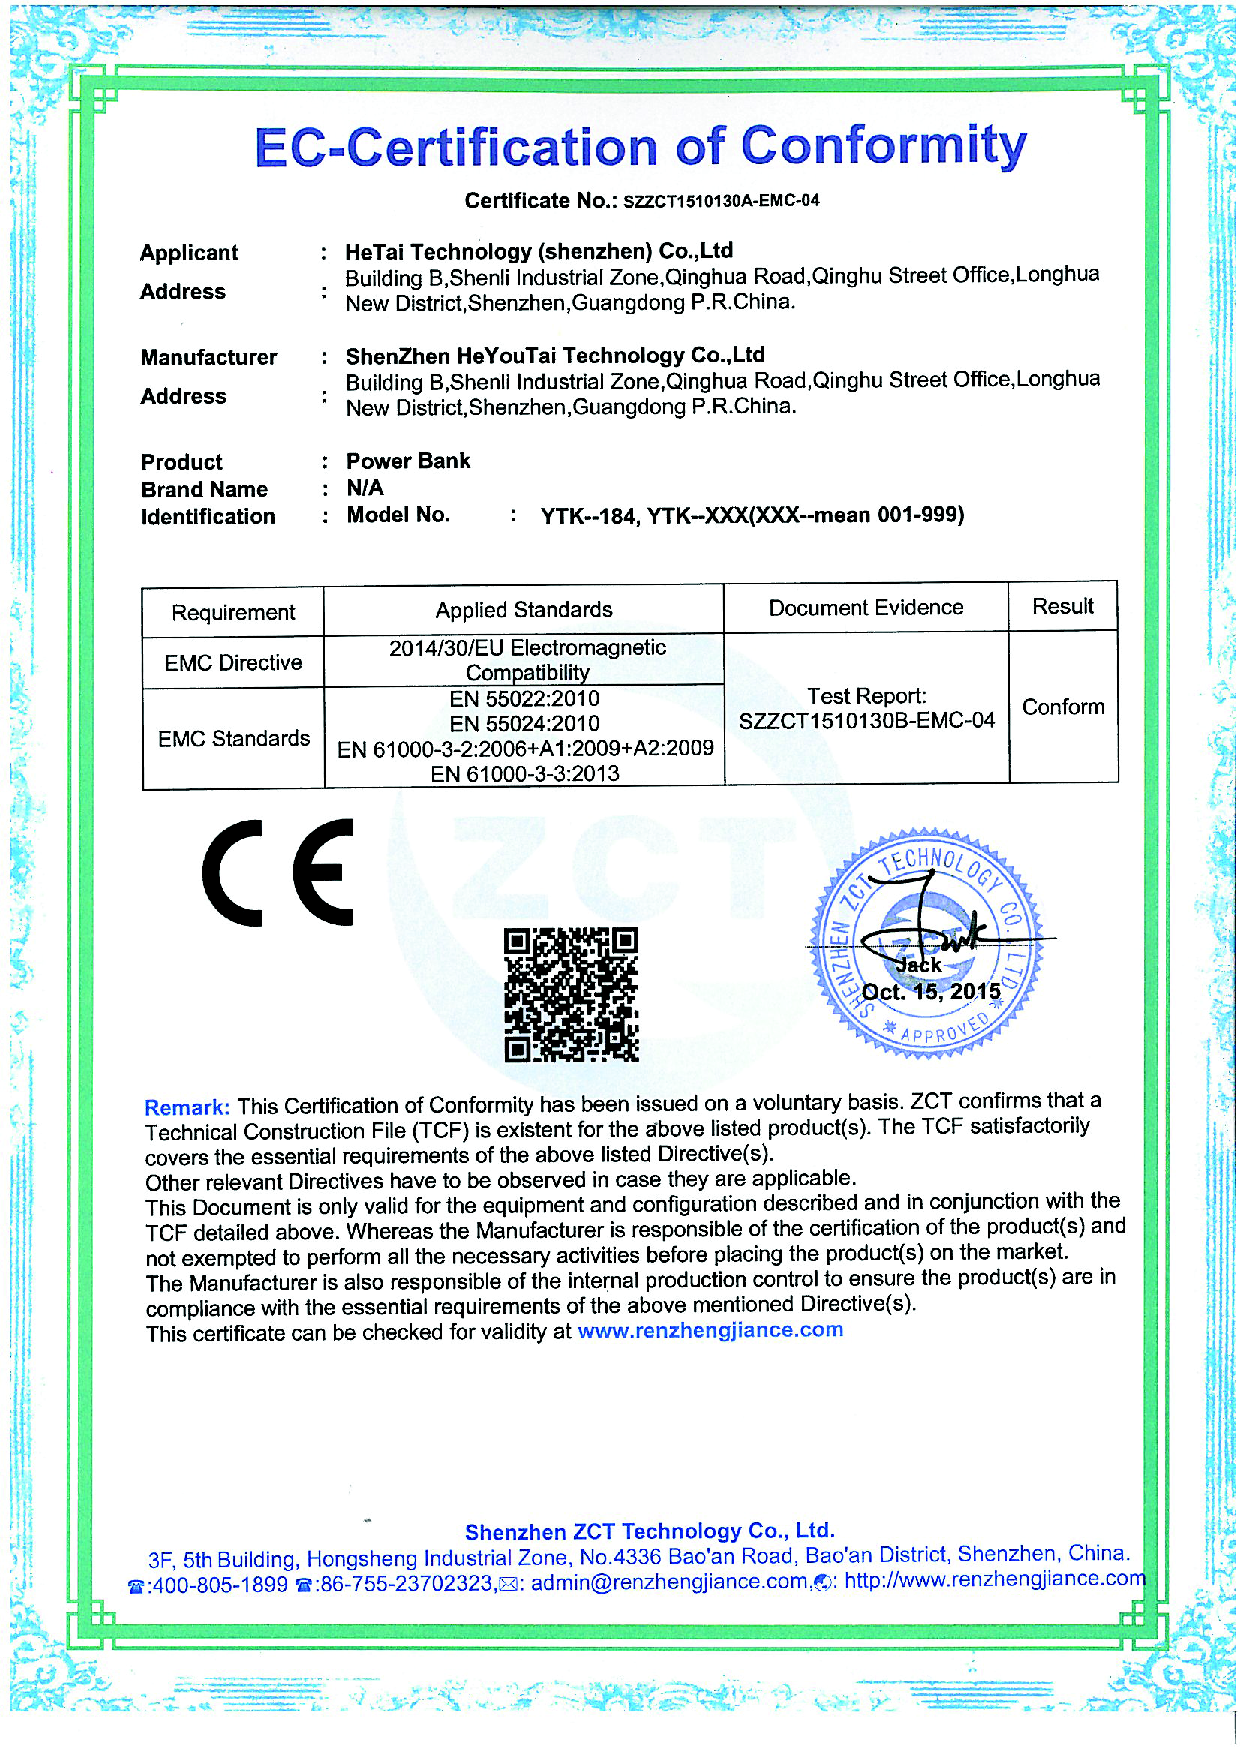 EC-Certification of Conformity
Certificate No.: SZZCT1510130A-EMC-04
Applicant : HeTai Technology (shenzhen) Co.,Ltd
Address : Building B,Shenli Industrial Zone,Qinghua Road,Qinghu Street Office,Longhua
New District,Shenzhen,Guangdong P.R.China.
Manufacturer : ShenZhen HeYouTai Technology Co.,Ltd
Address : Building B,Shenli Industrial Zone,Qinghua Road,Qinghu Street Office,Longhua
New District,Shenzhen,Guangdong P.R.China.
Product : Power Bank
Brand Name : N/A
Identification : Model No. : YTK--184, YTK--XXX(XXX--mean 001-999)
Requirement Applied Standards Document Evidence Result
EMC Directive 2014/30/EU Electromagnetic
Compatibility
EMC Standards EN 55022:2010
EN 55024:2010
EN 61000-3-2:2006+A1:2009+A2:2009
EN 61000-3-3:2013
Test Report:
SZZCT1510130B-EMC-04
Conform
CE
ZCT
SHENZHEN ZCT TECHNOLOGY CO. LTD
ZCT
Jack
Jack
Oct. 15, 2015
* APPROVED *
Remark: This Certification of Conformity has been issued on a voluntary basis. ZCT confirms that a
Technical Construction File (TCF) is existent for the above listed product(s). The TCF satisfactorily
covers the essential requirements of the above listed Directive(s).
Other relevant Directives have to be observed in case they are applicable.
This Document is only valid for the equipment and configuration described and in conjunction with the
TCF detailed above. Whereas the Manufacturer is responsible of the certification of the product(s) and
not exempted to perform all the necessary activities before placing the product(s) on the market.
The Manufacturer is also responsible of the internal production control to ensure the product(s) are in
compliance with the essential requirements of the above mentioned Directive(s).
This certificate can be checked for validity at www.renzhengjiance.com
Shenzhen ZCT Technology Co., Ltd.
3F, 5th Building, Hongsheng Industrial Zone, No.4336 Bao'an Road, Bao'an District, Shenzhen, China.
☎:400-805-1899 ☎:86-755-23702323,✉: admin@renzhengjiance.com,: http://www.renzhengjiance.com